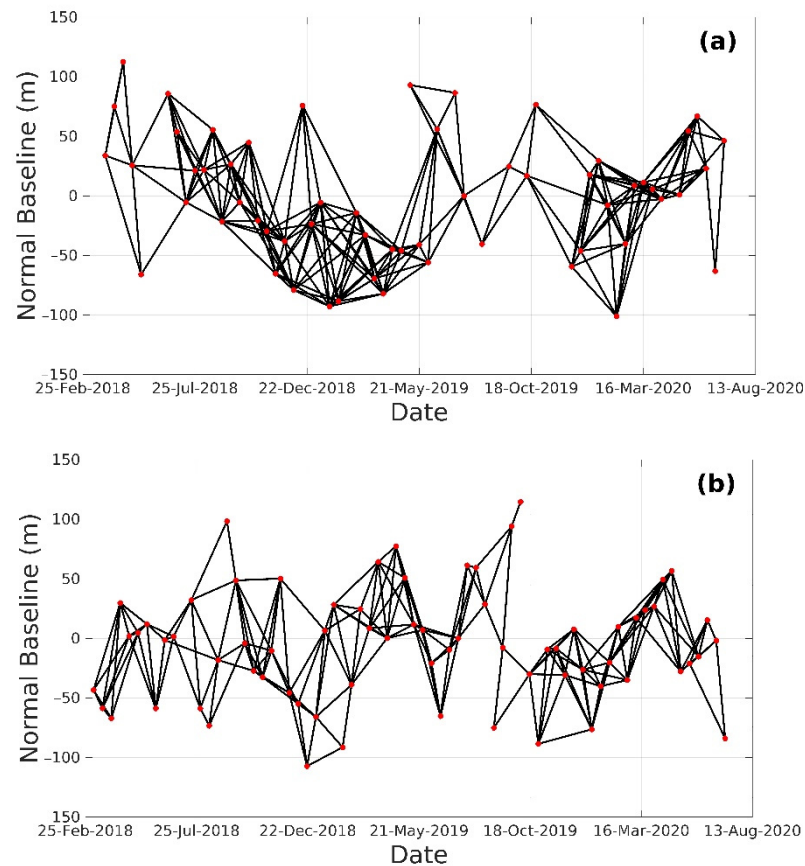 150
(a)
100
50
0
−50
−100
−150
Normal Baseline (m)
25-Feb-2018 25-Jul-2018 22-Dec-2018 21-May-2019 18-Oct-2019 16-Mar-2020 13-Aug-2020
Date
150
(b)
100
50
0
−50
−100
150
Normal Baseline (m)
25-Feb-2018 25-Jul-2018 22-Dec-2018 21-May-2019 18-Oct-2019 16-Mar-2020 13-Aug-2020
Date